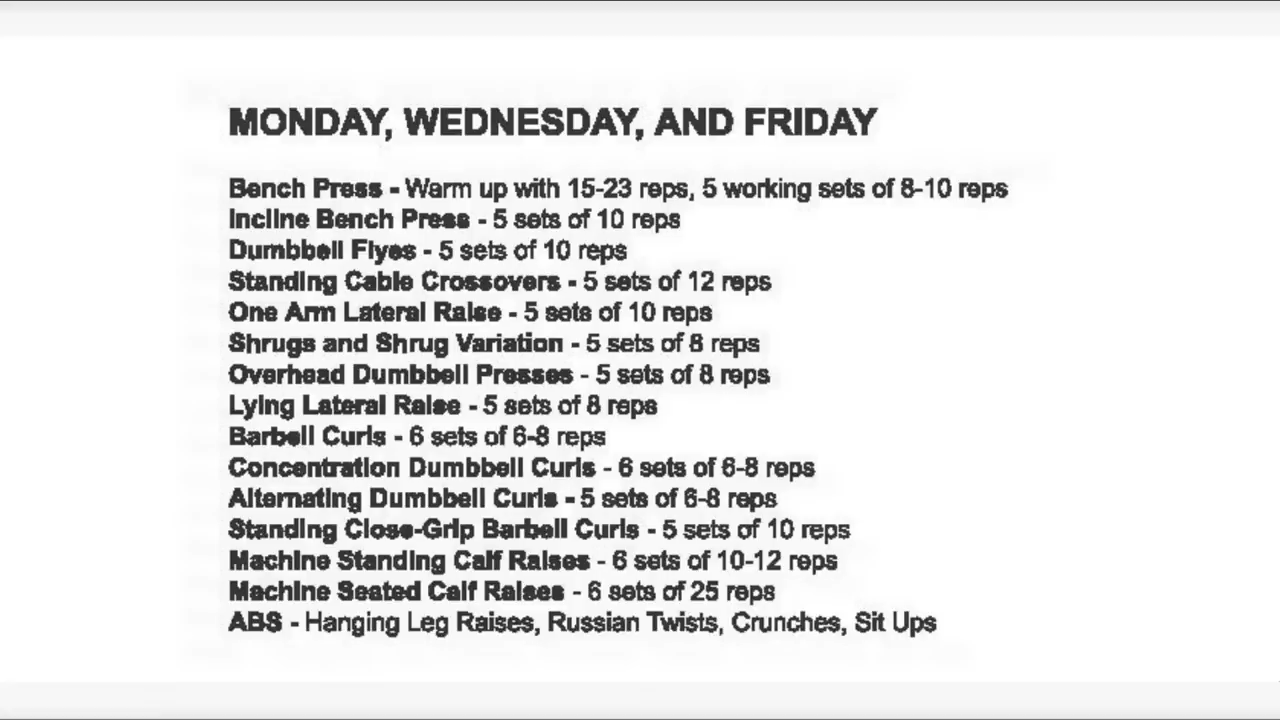 MONDAY, WEDNESDAY, AND FRIDAY
Bench Press - Warm up with 15-23 reps, 5 working sets of 8-10 reps
Incline Bench Press - 5 sets of 10 reps
Dumbbell Flyes - 5 sets of 10 reps
Standing Cable Crossovers - 5 sets of 12 reps
One Arm Lateral Raise - 5 sets of 10 reps
Shrugs and Shrug Variation - 5 sets of 8 reps
Overhead Dumbbell Presses - 5 sets of 8 reps
Lying Lateral Raise - 5 sets of 8 reps
Barbell Curls - 6 sets of 6-8 reps
Concentration Dumbbell Curls - 6 sets of 6-8 reps
Alternating Dumbbell Curls - 5 sets of 6-8 reps
Standing Close-Grip Barbell Curls - 5 sets of 10 reps
Machine Standing Calf Raises - 6 sets of 10-12 reps
Machine Seated Calf Raises - 6 sets of 25 reps
ABS - Hanging Leg Raises, Russian Twists, Crunches, Sit Ups